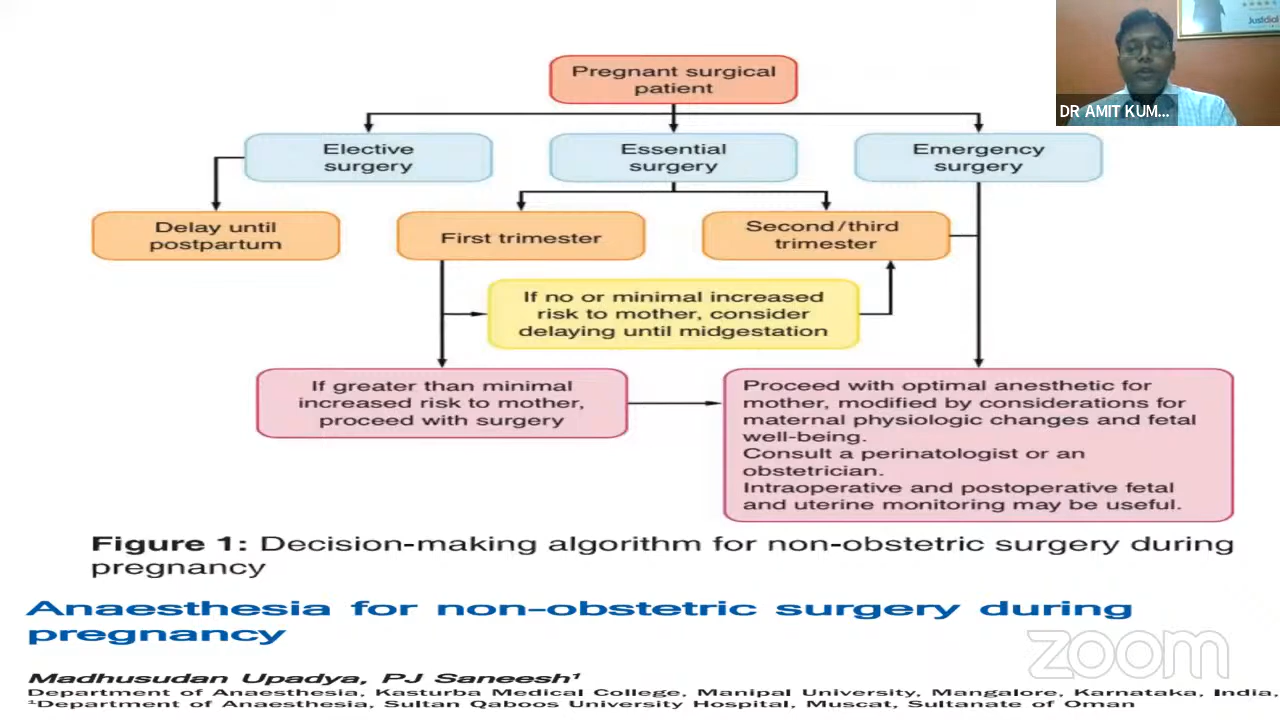 Justdial
DR AMIT KUM...
Pregnant surgical
patient
Elective
surgery
Essential
surgery
Emergency
surgery
Delay until
postpartum
First trimester
Second/third
trimester
If no or minimal increased
risk to mother, consider
delaying until midgestation
If greater than minimal
increased risk to mother,
proceed with surgery
Proceed with optimal anesthetic for
mother, modified by considerations for
maternal physiologic changes and fetal
well-being.
Consult a perinatologist or an
obstetrician.
Intraoperative and postoperative fetal
and uterine monitoring may be useful.
Figure 1: Decision-making algorithm for non-obstetric surgery during
pregnancy
Anaesthesia for non-obstetric surgery during
pregnancy
zoom
Madhusudan Upadya, PJ Saneesh¹
Department of Anaesthesia, Kasturba Medical College, Manipal University, Mangalore, Karnataka, India,
¹Department of Anaesthesia, Sultan Qaboos University Hospital, Muscat, Sultanate of Oman